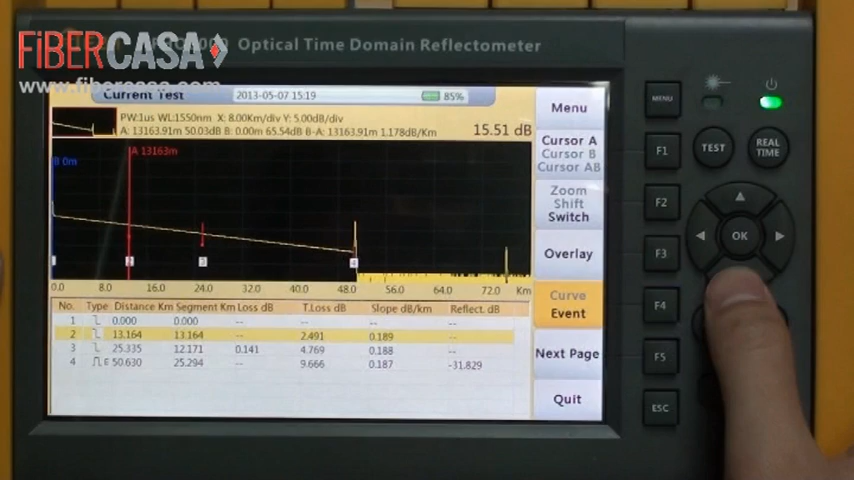 FiBERCASA
Optical Time Domain Reflectometer
www.fibercasa.com
Current Test 2013-05-07 15:19 85%
PW:1us WL:1550nm X: 8.00Km/div Y: 5.00dB/div
A: 13163.91m 50.03dB B: 0.00m 65.54dB B-A: 13163.91m 1.178dB/Km
15.51 dB
B 0m
A 13163m
2 3 4
0.0 8.0 16.0 24.0 32.0 40.0 48.0 56.0 64.0 72.0 Km
No. Type Distance Km Segment Km Loss dB T.Loss dB Slope dB/km Reflect. dB
1 0.000 0.000 -- -- -- --
2 13.164 13.164 -- 2.491 0.189
3 25.335 12.171 0.141 4.769 0.188 --
4 E 50.630 25.294 -- 9.666 0.187 -31.829
Menu
Cursor A
Cursor B
Cursor AB
Zoom
Shift
Switch
Overlay
Curve
Event
Next Page
Quit
MENU
F1
F2
F3
F4
F5
ESC
TEST
REAL
TIME
OK